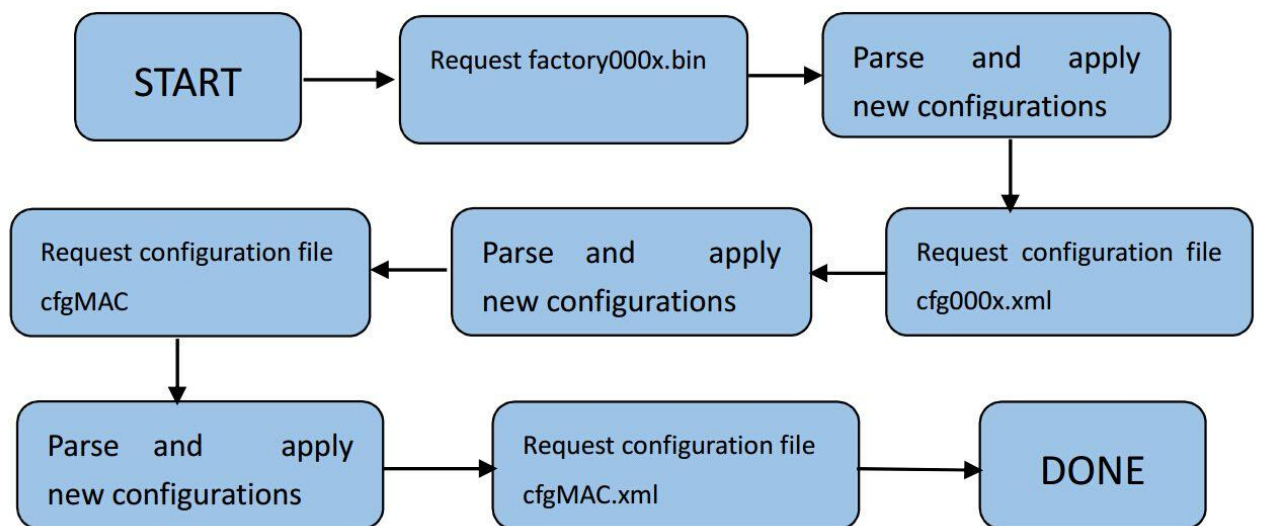 START
Request factory000x.bin
Parse and apply
new configurations
Request configuration file
cfg000x.xml
Parse and apply
new configurations
Request configuration file
cfgMAC
Parse and apply
new configurations
Request configuration file
cfgMAC.xml
DONE